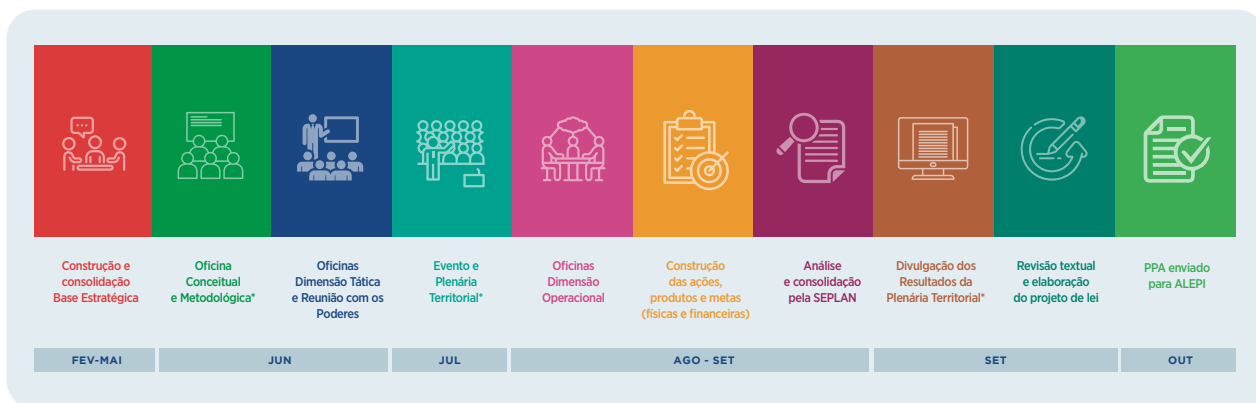 Construção e
consolidação
Base Estratégica
Oficina
Conceitual
e Metodológica*
Oficinas
Dimensão Tática
e Reunião com os
Poderes
Evento e
Plenária
Territorial*
Oficinas
Dimensão
Operacional
Construção
das ações,
produtos e metas
(físicas e financeiras)
Análise
e consolidação
pela SEPLAN
Divulgação dos
Resultados da
Plenária Territorial*
Revisão textual
e elaboração
do projeto de lei
PPA enviado
para ALEPI
FEV-MAI
JUN
JUL
AGO - SET
SET
OUT